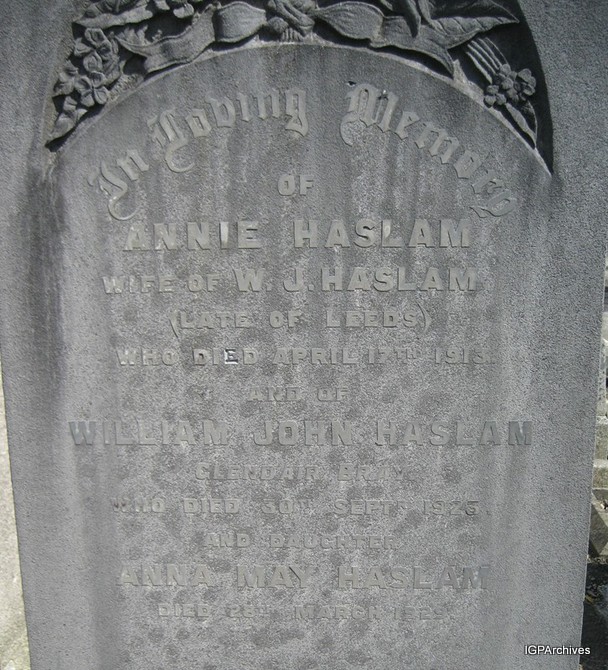 In Loving Memory
OF
ANNIE HASLAM
WIFE OF W. J. HASLAM
(LATE OF LEEDS)
WHO DIED APRIL 17TH 1913
AND OF
WILLIAM JOHN HASLAM
BRAY
WHO DIED 30TH SEPT 1925.
AND DAUGHTER
ANNA MAY HASLAM
DIED MARCH
IGPArchives